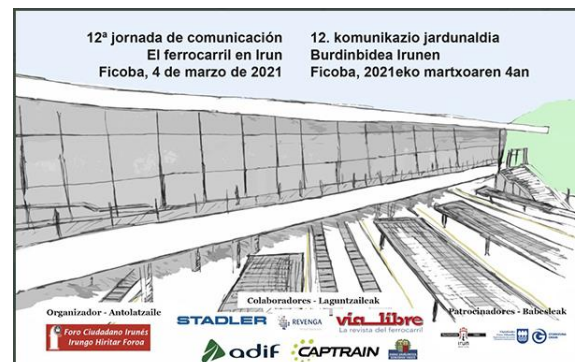 12ª jornada de comunicación
El ferrocarril en Irun
Ficoba, 4 de marzo de 2021
12. komunikazio jardunaldia
Burdinbidea Irunen
Ficoba, 2021eko martxoaren 4an
Organizador - Antolatzaile
Foro Ciudadano Irunés
Irungo Hiritar Foroa
Colaboradores - Laguntzaileak
STADLER
REVENGA
vía libre
La revista del ferrocarril
adif
CAPTRAIN
Patrocinadores - Babesleak
irun